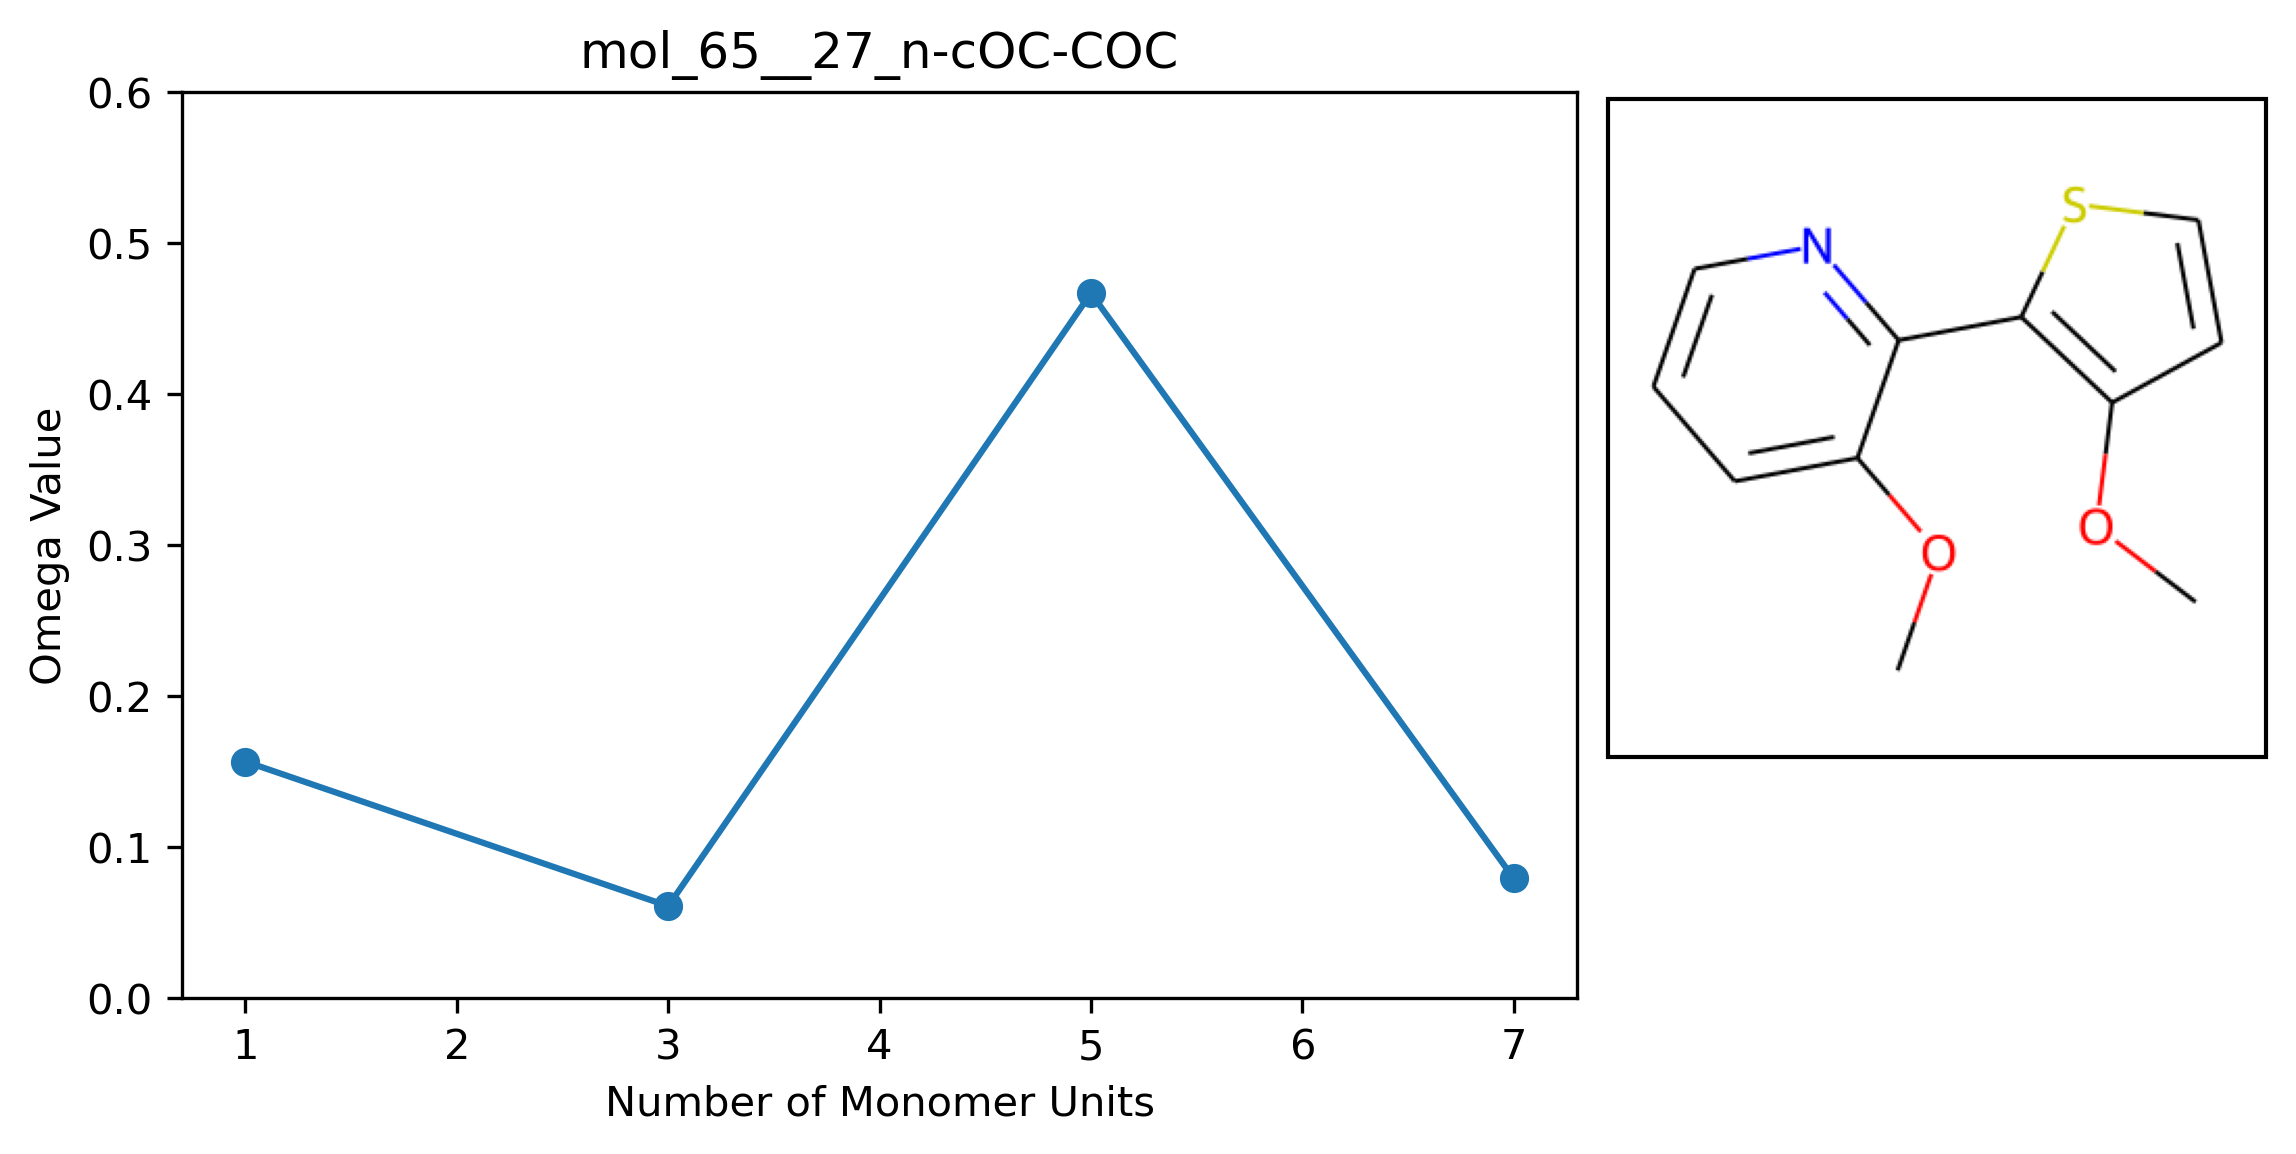 mol_65__27_n-cOC-COC
0.6
0.5
0.4
0.3
0.2
0.1
0.0
Omega Value
1 2 3 4 5 6 7
Number of Monomer Units
S
N
O
O